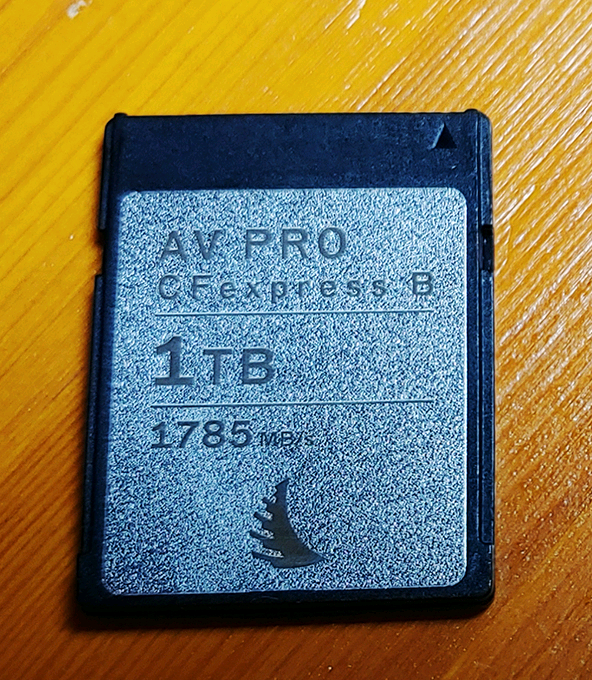 AV PRO
CFexpress B
1TB
1785 MB/s